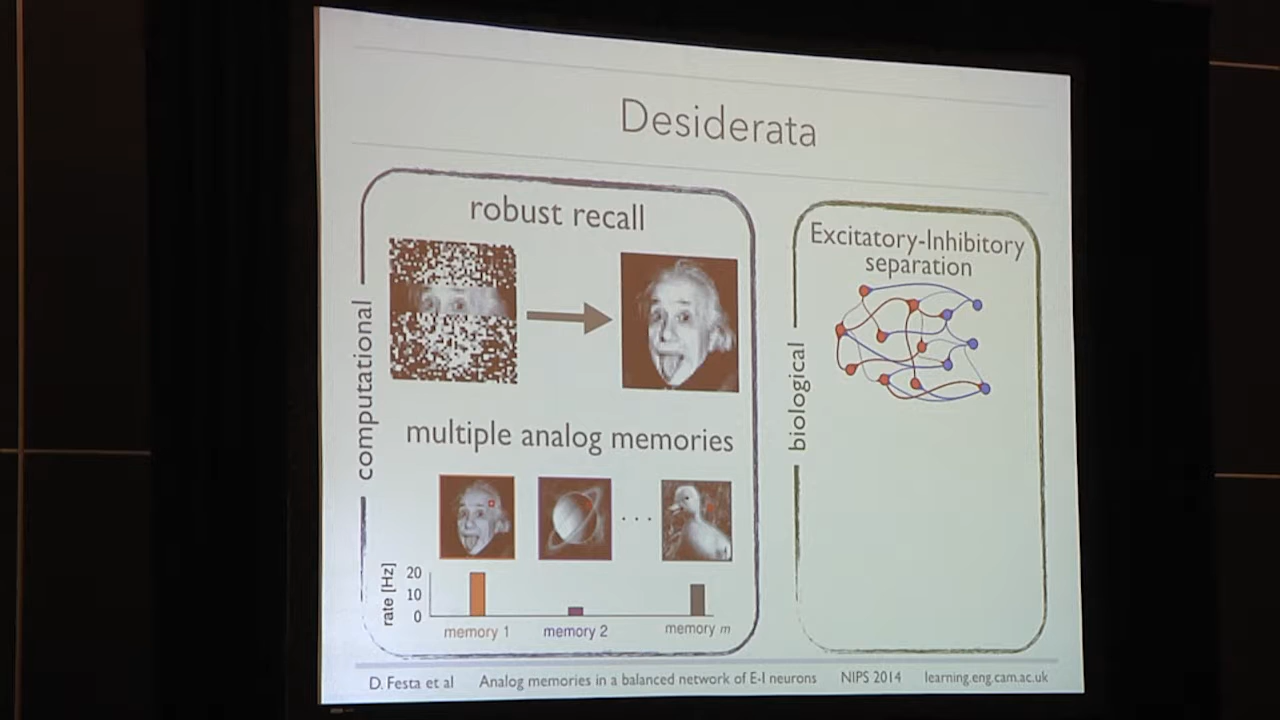 Desiderata
computational
robust recall
multiple analog memories
. . .
rate [Hz]
20
10
0
memory 1
memory 2
memory m
biological
Excitatory-Inhibitory
separation
D. Festa et al Analog memories in a balanced network of E-I neurons NIPS 2014 learning.eng.cam.ac.uk